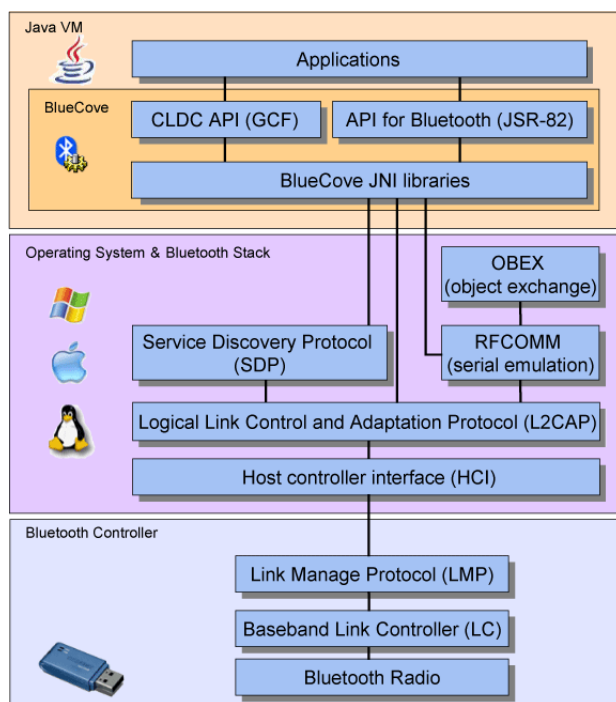 Java VM
Applications
BlueCove
CLDC API (GCF)
API for Bluetooth (JSR-82)
BlueCove JNI libraries
Operating System & Bluetooth Stack
OBEX
(object exchange)
Service Discovery Protocol
(SDP)
RFCOMM
(serial emulation)
Logical Link Control and Adaptation Protocol (L2CAP)
Host controller interface (HCI)
Bluetooth Controller
Link Manage Protocol (LMP)
Baseband Link Controller (LC)
Bluetooth Radio